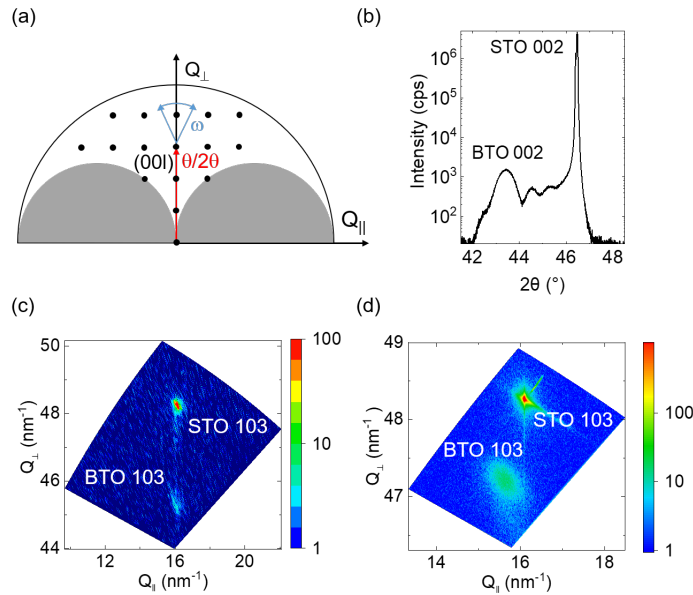 (a)
Q⊥
ω
(00l)
θ/2θ
Q||
(b)
STO 002
BTO 002
Intensity (cps)
10⁶
10⁵
10⁴
10³
10²
42 44 46 48
2θ (°)
(c)
50
48
46
44
Q⊥ (nm⁻¹)
STO 103
BTO 103
12 16 20
Q|| (nm⁻¹)
100
10
1
(d)
49
48
47
Q⊥ (nm⁻¹)
STO 103
BTO 103
14 16 18
Q|| (nm⁻¹)
100
10
1